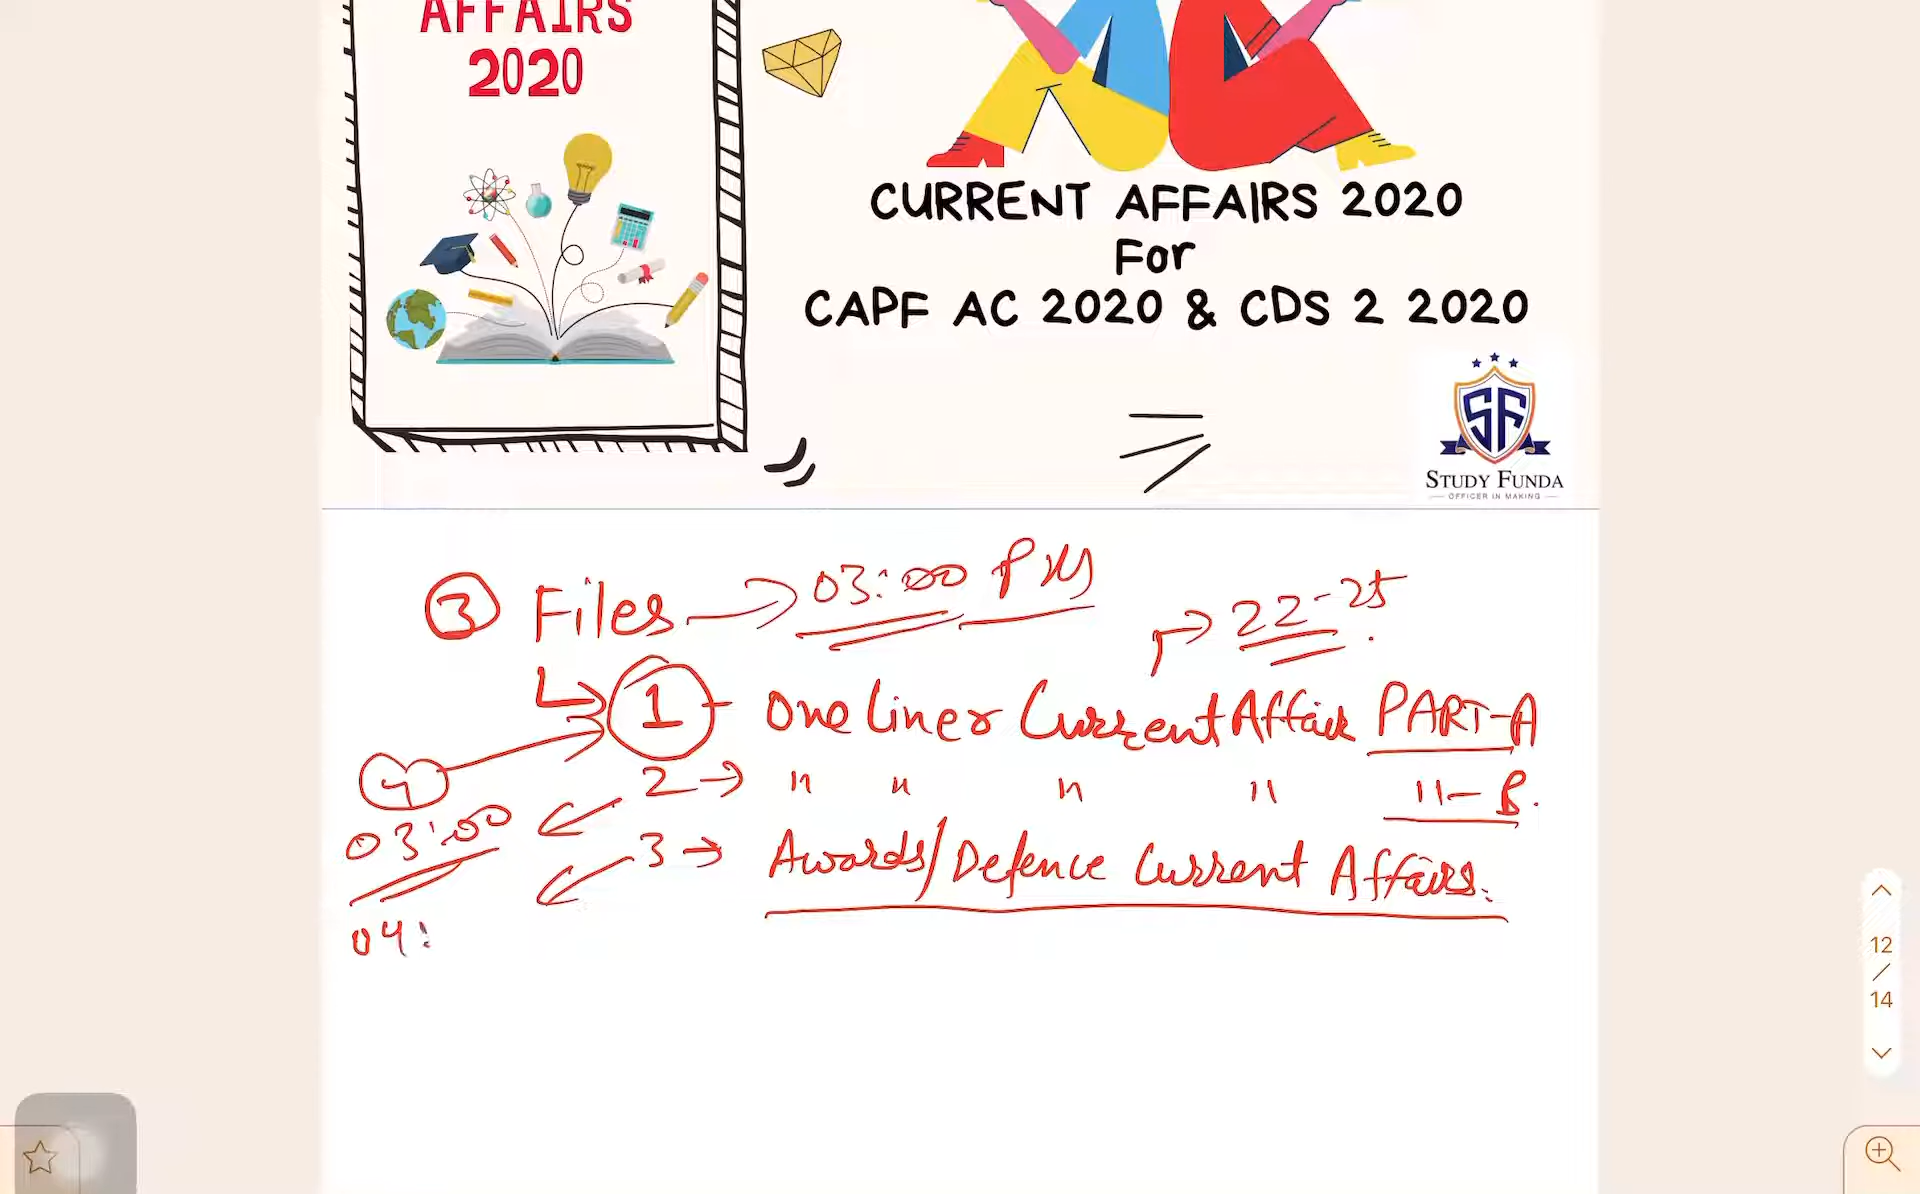 AFFAIRS
2020
CURRENT AFFAIRS 2020
For
CAPF AC 2020 & CDS 2 2020
SF
STUDY FUNDA
OFFICER IN MAKING
3 Files → 03:00 PM
→ 22-25
1 - One Liner Current Affair PART-A
2 → " " " " "- B.
03:00
3 → Awards/Defence Current Affairs.
04:
12
/
14